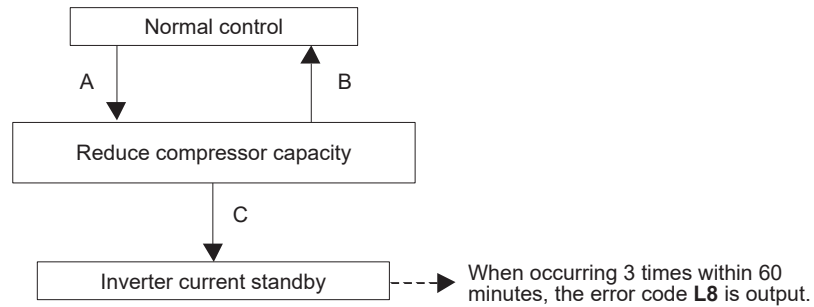 Normal control
A
B
Reduce compressor capacity
C
Inverter current standby
When occurring 3 times within 60
minutes, the error code L8 is output.